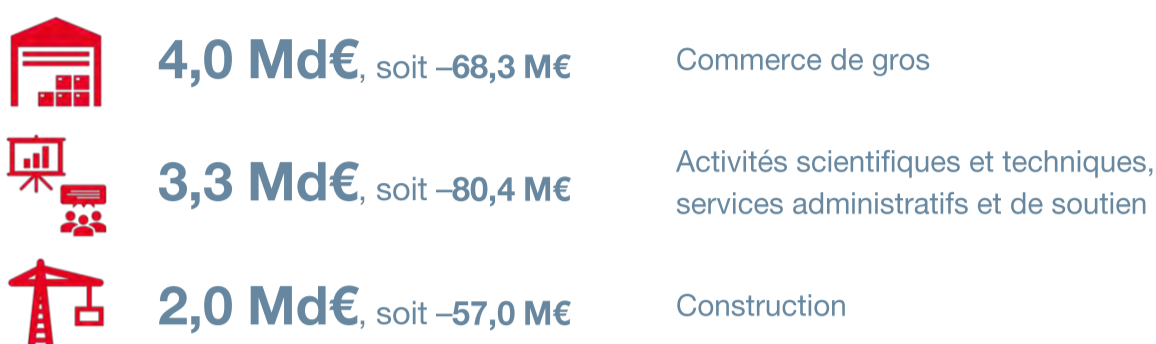 4,0 Md€, soit –68,3 M€ Commerce de gros
3,3 Md€, soit –80,4 M€
Activités scientifiques et techniques,
services administratifs et de soutien
2,0 Md€, soit –57,0 M€ Construction